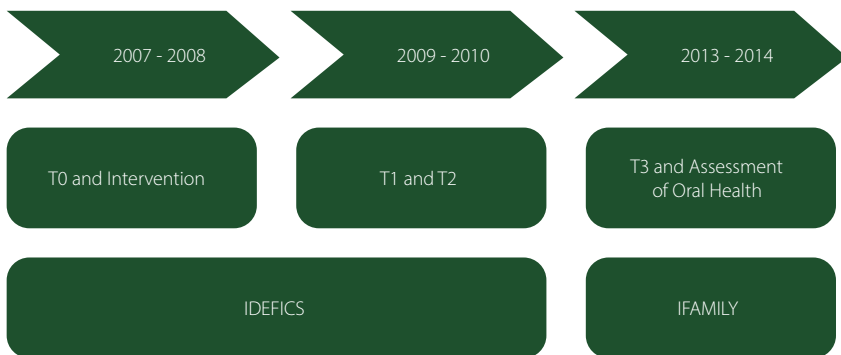 2007 - 2008
2009 - 2010
2013 - 2014
T0 and Intervention
T1 and T2
T3 and Assessment
of Oral Health
IDEFICS
IFAMILY